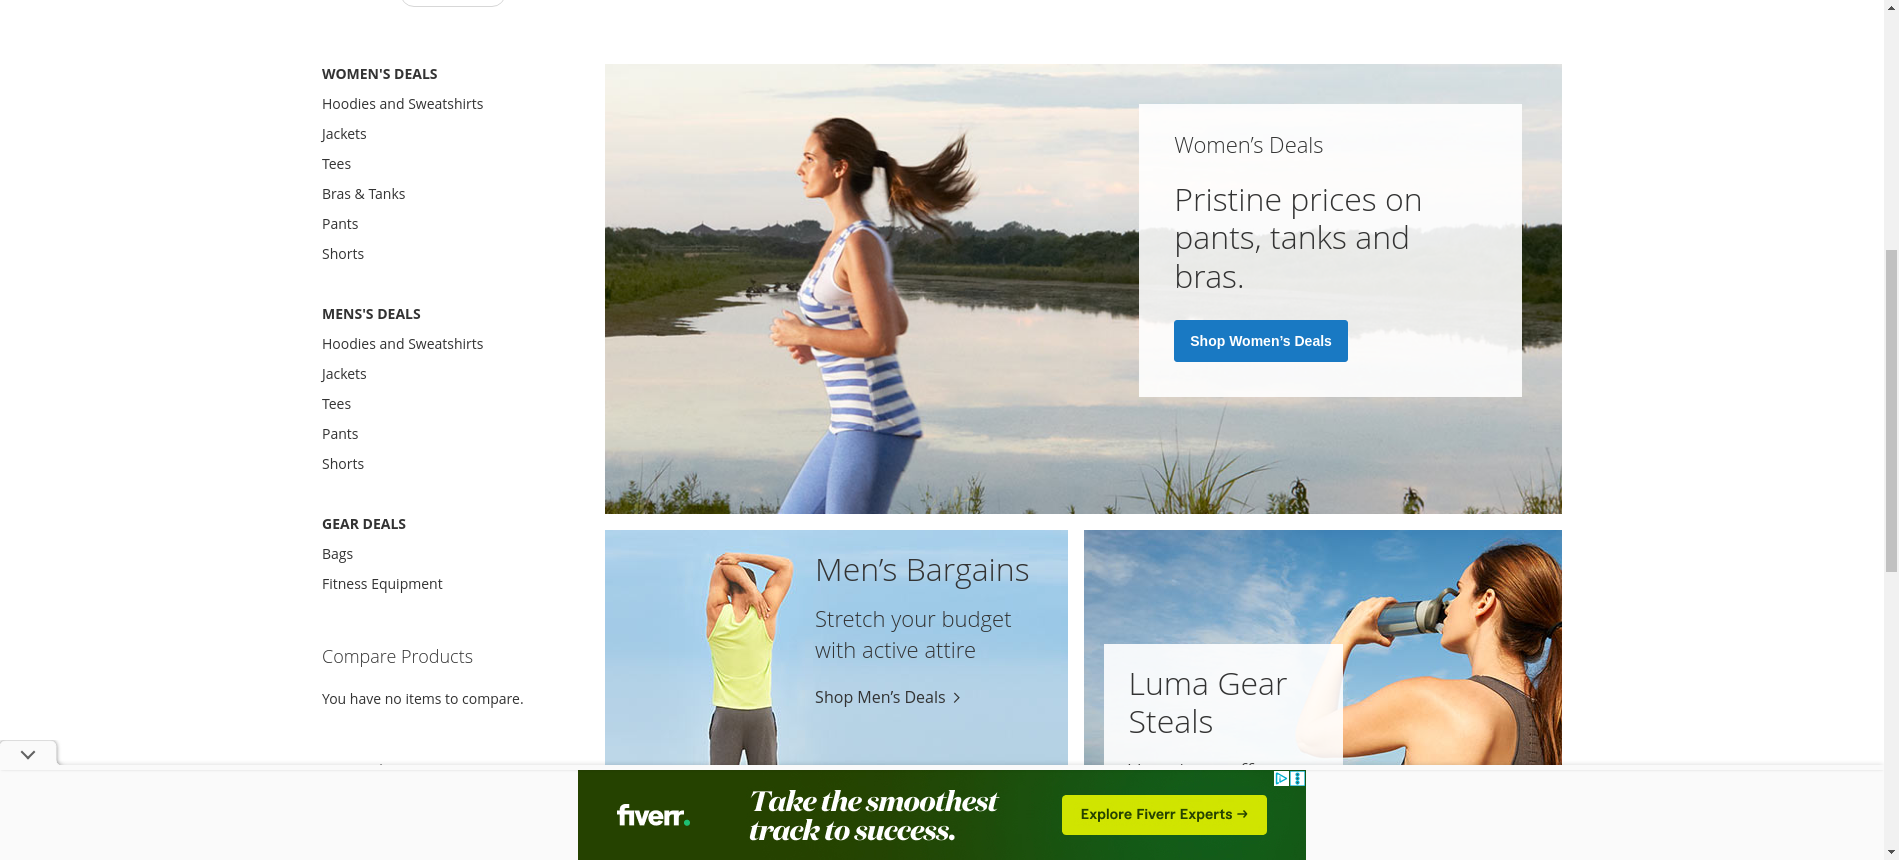 WOMEN'S DEALS
Hoodies and Sweatshirts
Jackets
Tees
Bras & Tanks
Pants
Shorts
MENS'S DEALS
Hoodies and Sweatshirts
Jackets
Tees
Pants
Shorts
GEAR DEALS
Bags
Fitness Equipment
Compare Products
You have no items to compare.
Women’s Deals
Pristine prices on
pants, tanks and
bras.
Shop Women’s Deals
Men’s Bargains
Stretch your budget
with active attire
Shop Men’s Deals
Luma Gear
Steals
fiverr.
Take the smoothest
track to success.
Explore Fiverr Experts →